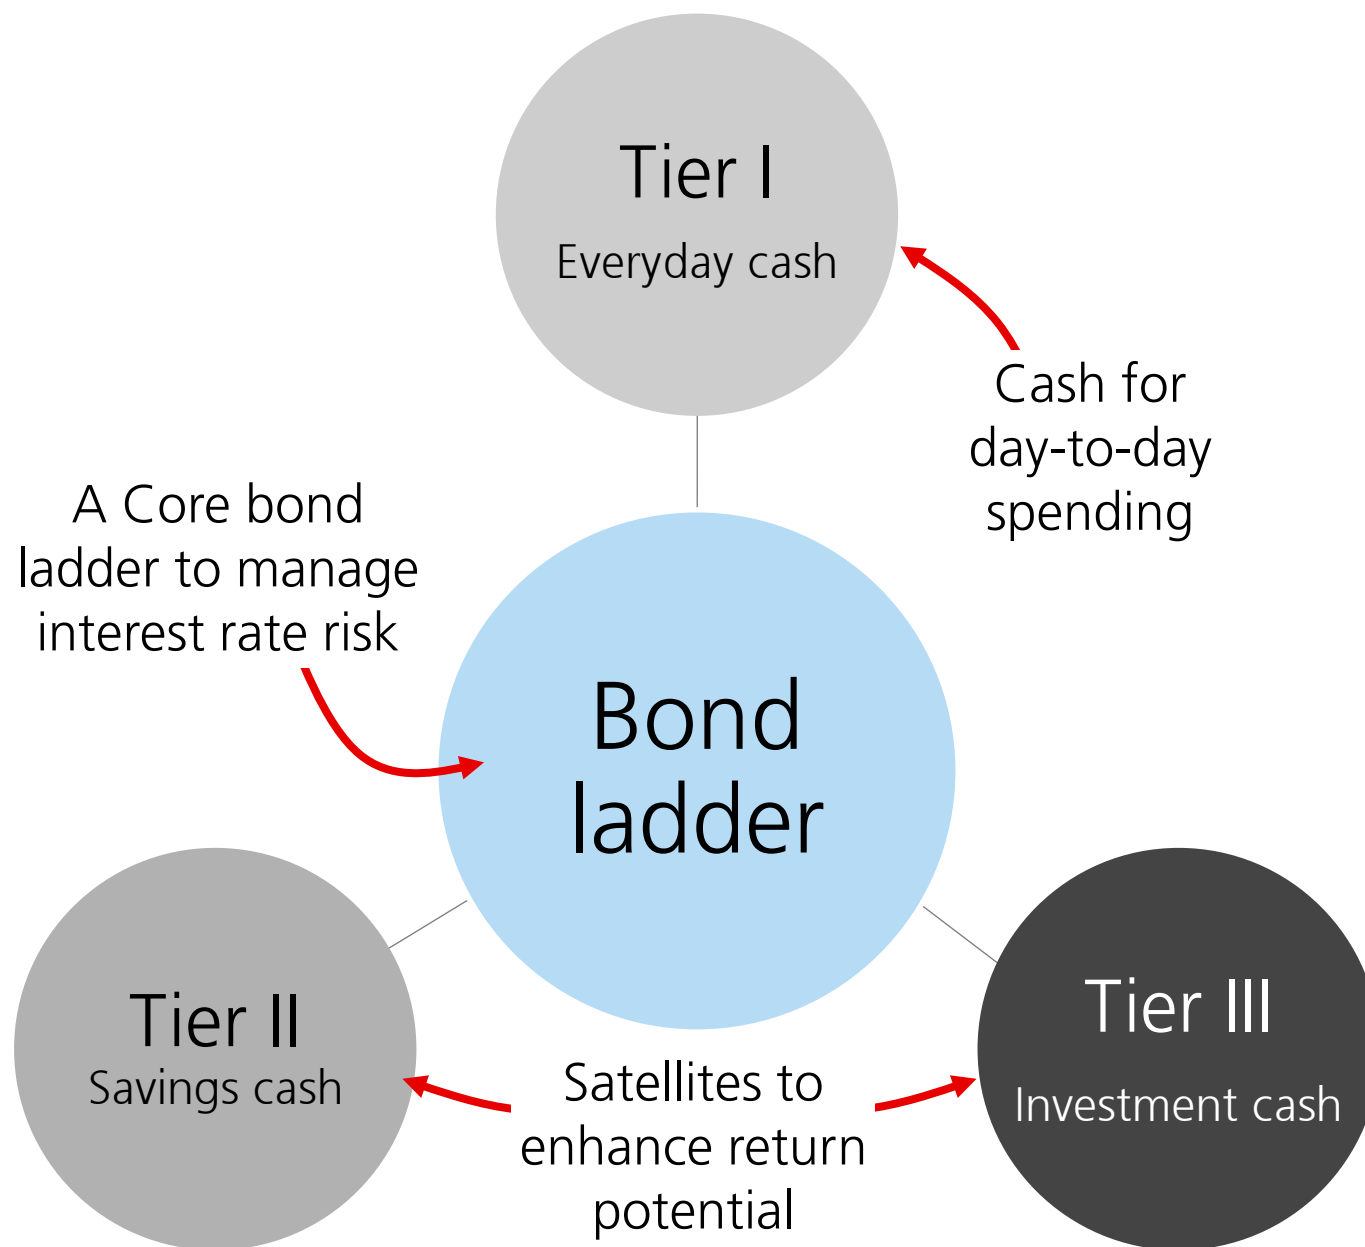 Tier I
Everyday cash
Cash for
day-to-day
spending
A Core bond
ladder to manage
interest rate risk
Bond
ladder
Tier II
Savings cash
Satellites to
enhance return
potential
Tier III
Investment cash